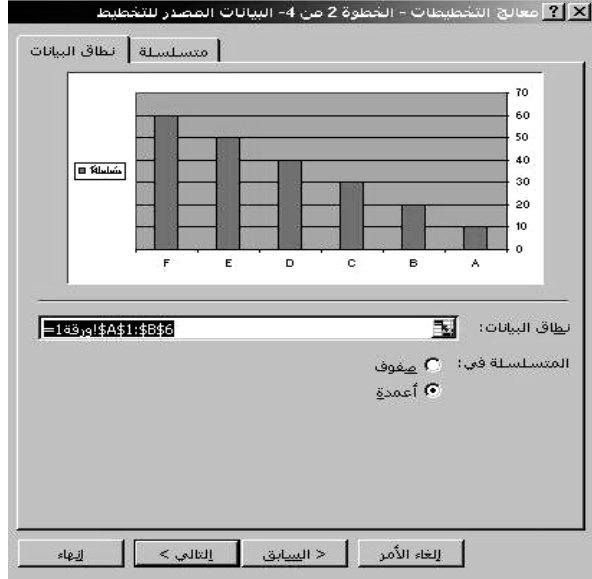 معالج التخطيطات - الخطوة 2 من 4- البيانات المصدر للتخطيط
نطاق البيانات
متسلسلة
70
60
50
40
30
20
10
0
A
B
C
D
E
F
نطاق البيانات:
=ورقة1!$A$1:$B$6
المتسلسلة في:
صفوف
أعمدة
إلغاء الأمر
< السابق
التالي >
إنهاء